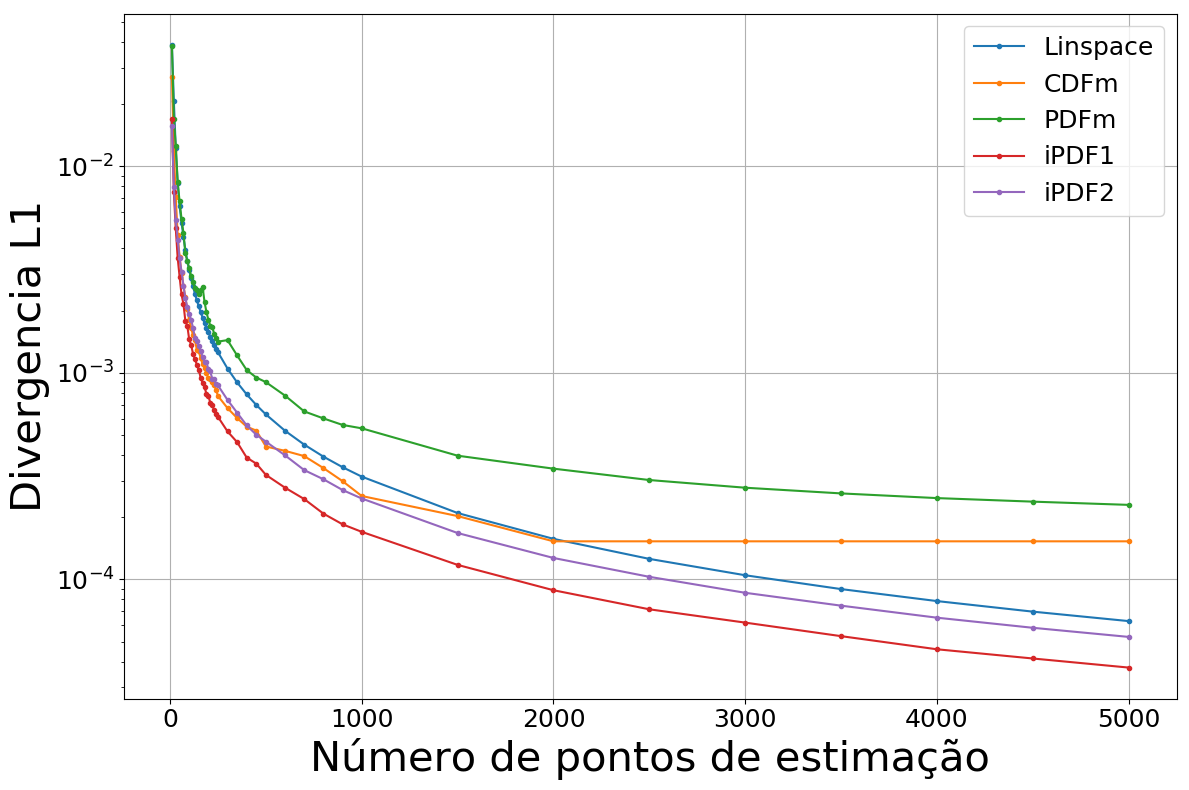 Divergencia L1
10⁻²
10⁻³
10⁻⁴
Linspace
CDFm
PDFm
iPDF1
iPDF2
0 1000 2000 3000 4000 5000
Número de pontos de estimação